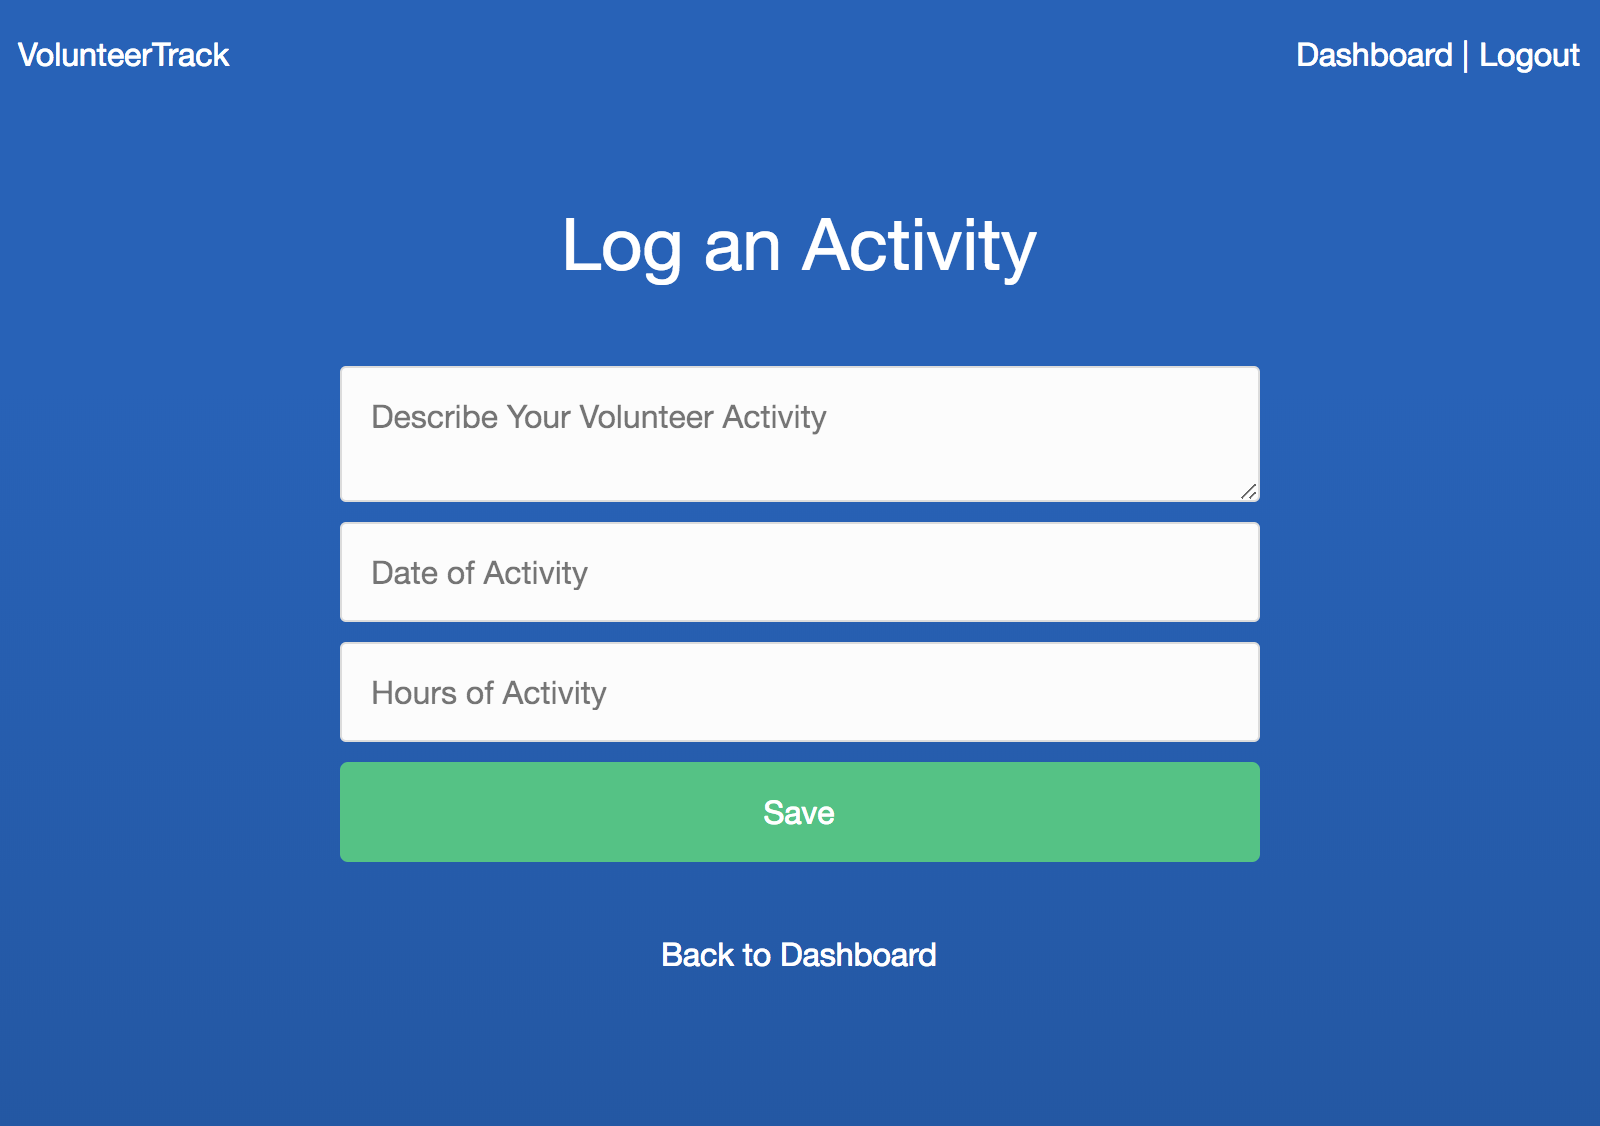 VolunteerTrack
Dashboard | Logout
Log an Activity
Describe Your Volunteer Activity
Date of Activity
Hours of Activity
Save
Back to Dashboard